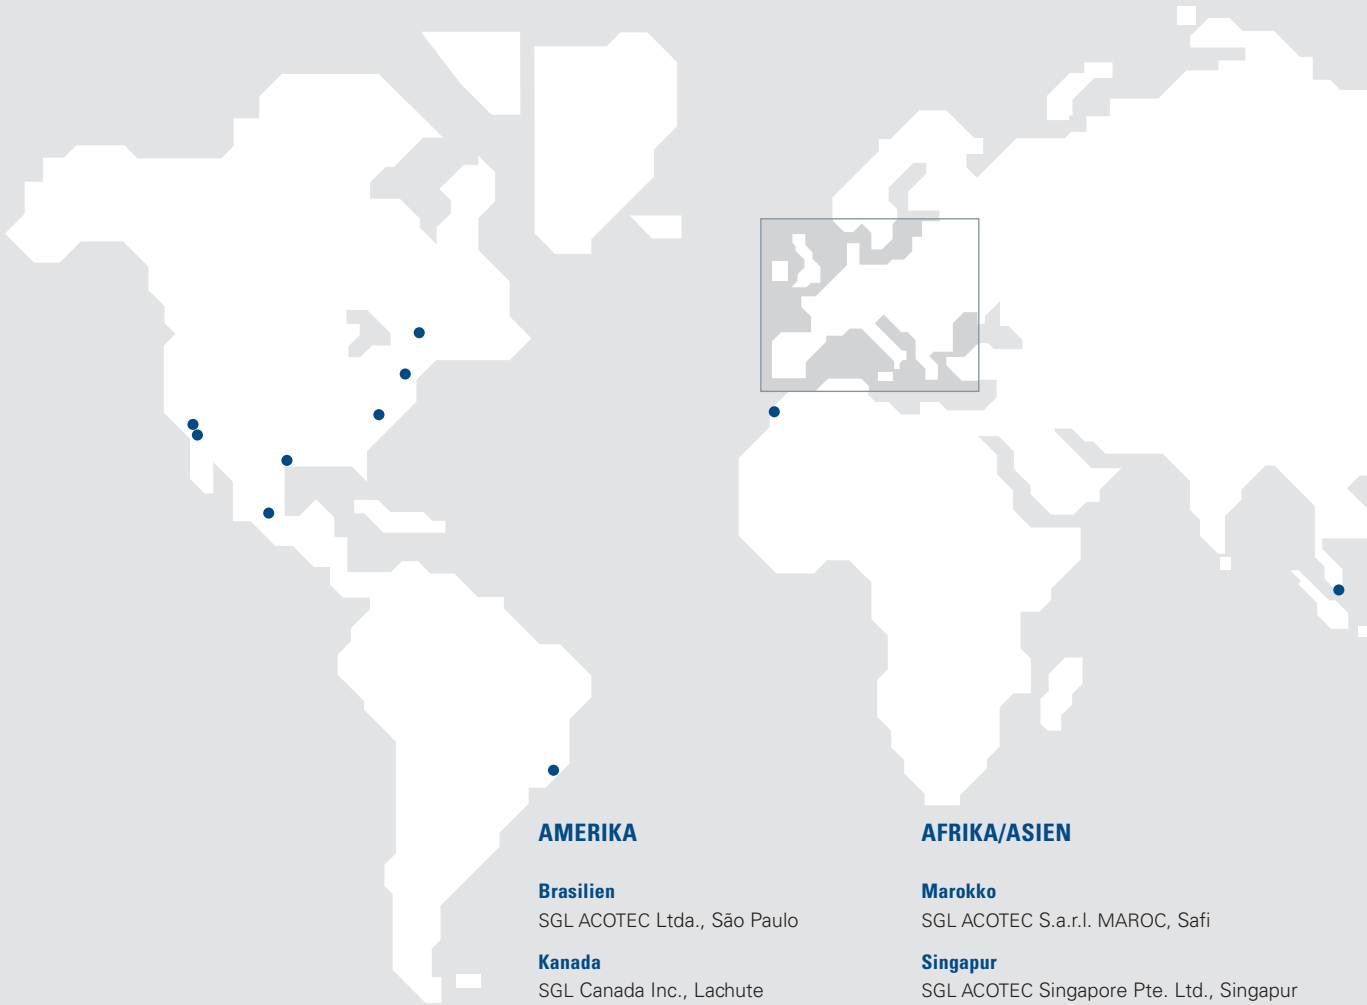 AMERIKA
Brasilien
SGL ACOTEC Ltda., São Paulo
Kanada
SGL Canada Inc., Lachute
AFRIKA/ASIEN
Marokko
SGL ACOTEC S.a.r.l. MAROC, Safi
Singapur
SGL ACOTEC Singapore Pte. Ltd., Singapur